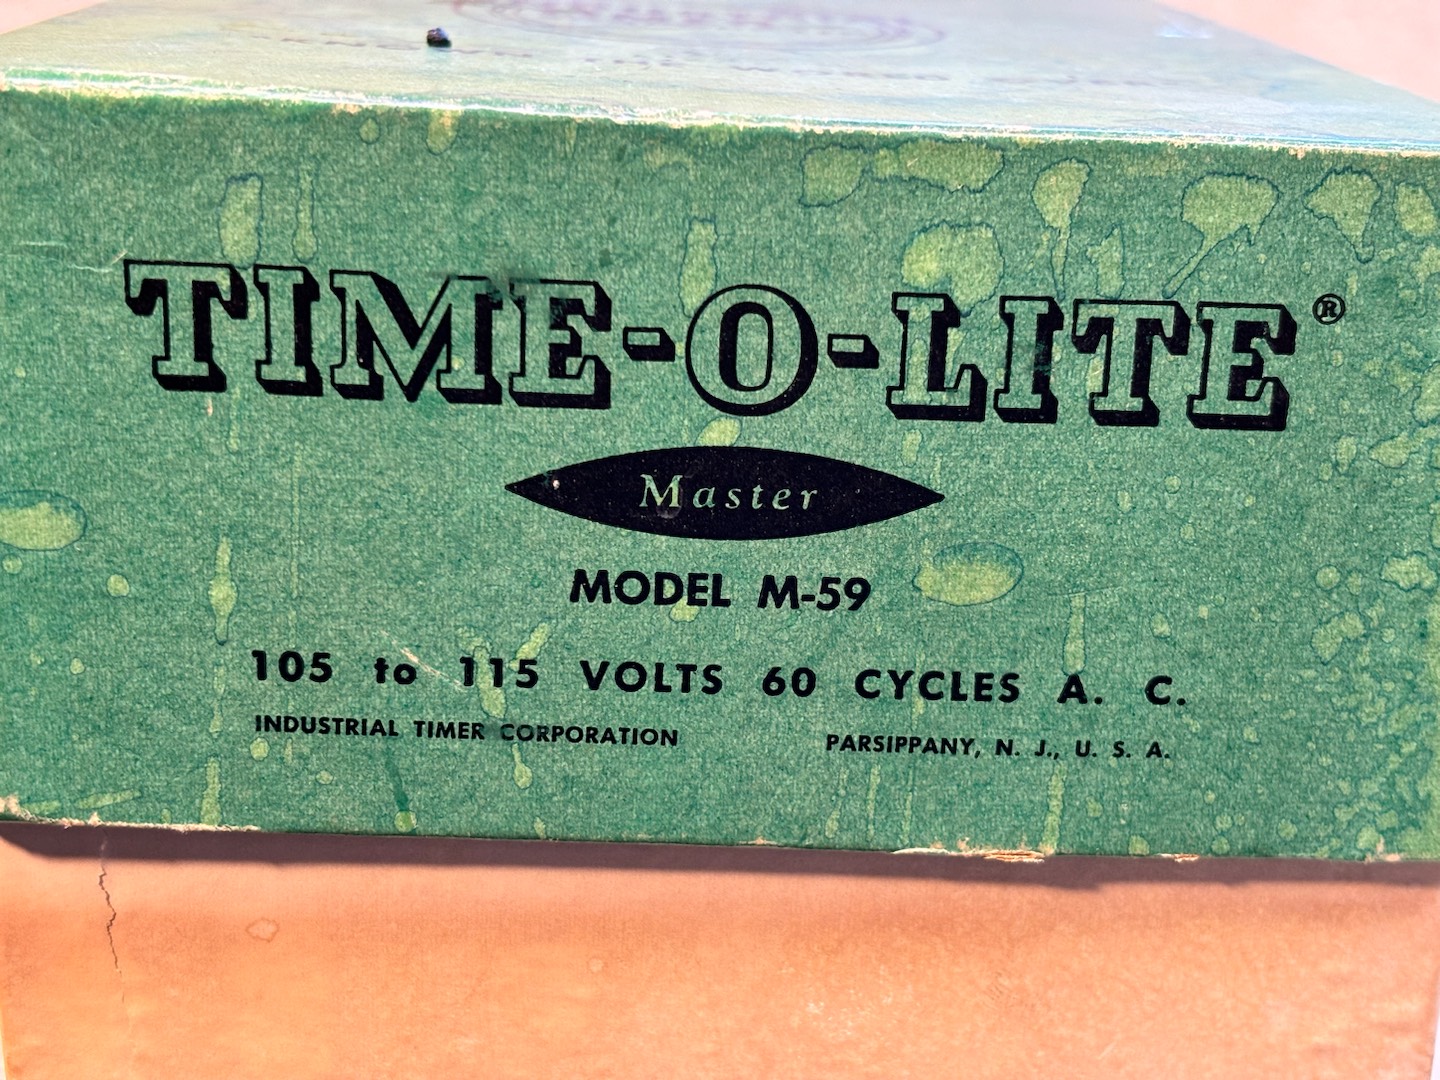 TIME-O-LITE®
Master
MODEL M-59
105 to 115 VOLTS 60 CYCLES A. C.
INDUSTRIAL TIMER CORPORATION PARSIPPANY, N. J., U. S. A.